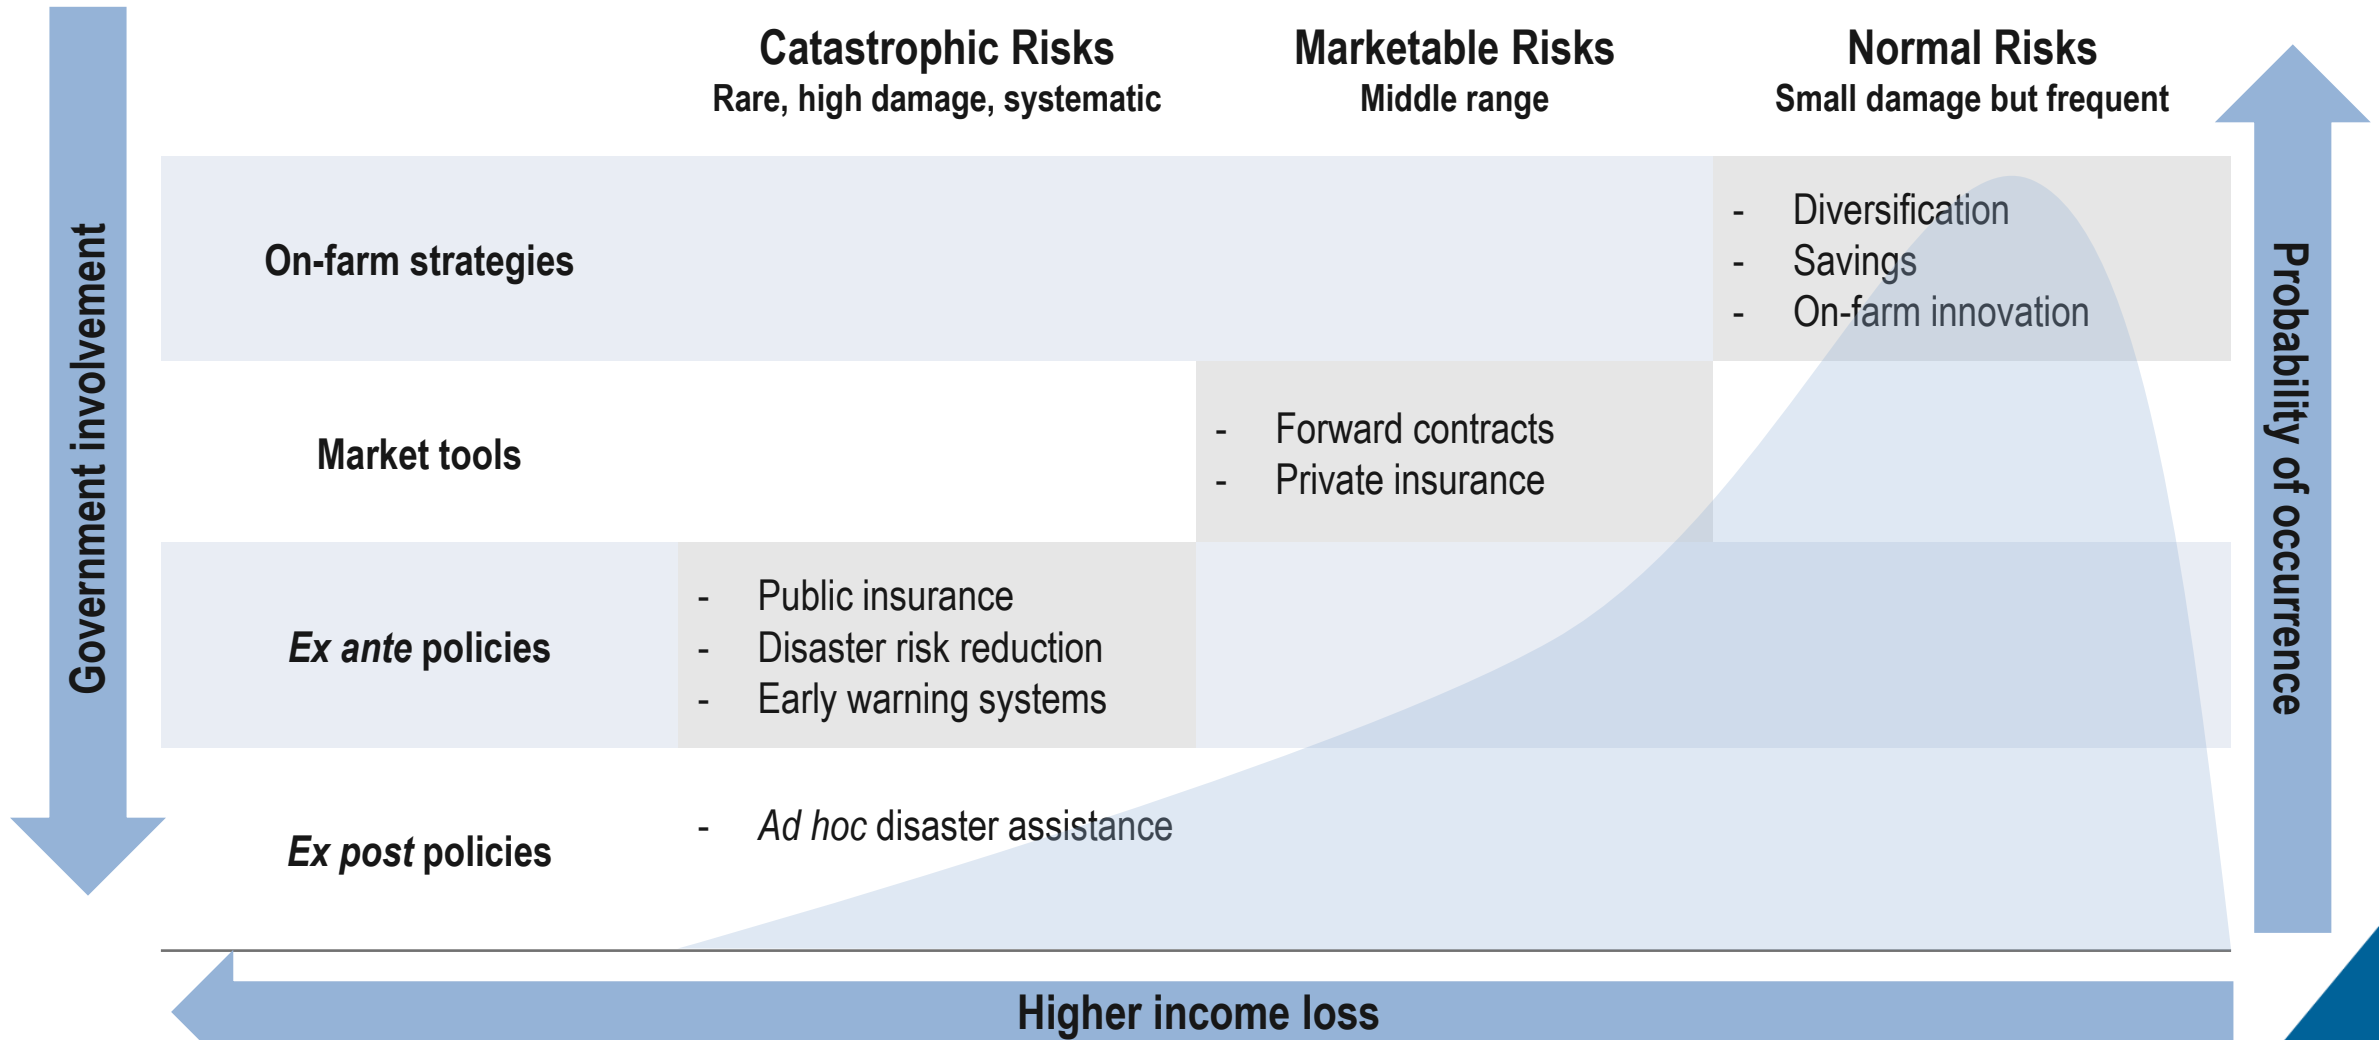 Catastrophic Risks
Rare, high damage, systematic
Marketable Risks
Middle range
Normal Risks
Small damage but frequent
Government involvement
On-farm strategies
- Diversification
- Savings
- On-farm innovation
Market tools
- Forward contracts
- Private insurance
Ex ante policies
- Public insurance
- Disaster risk reduction
- Early warning systems
Ex post policies
- Ad hoc disaster assistance
Probability of occurrence
Higher income loss